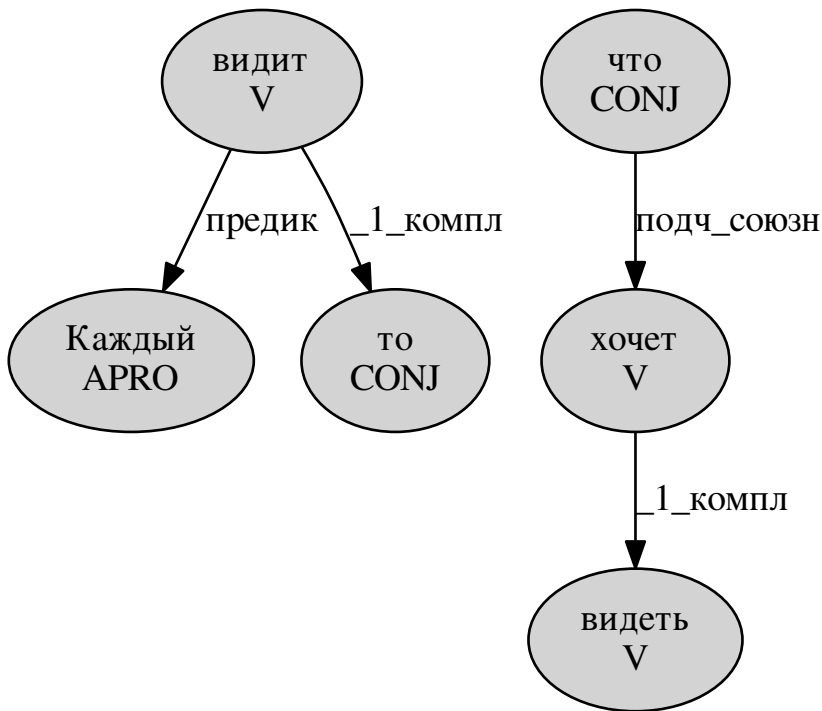 видит
V
что
CONJ
предик
_1_компл
подч_союзн
Каждый
APRO
то
CONJ
хочет
V
_1_компл
видеть
V